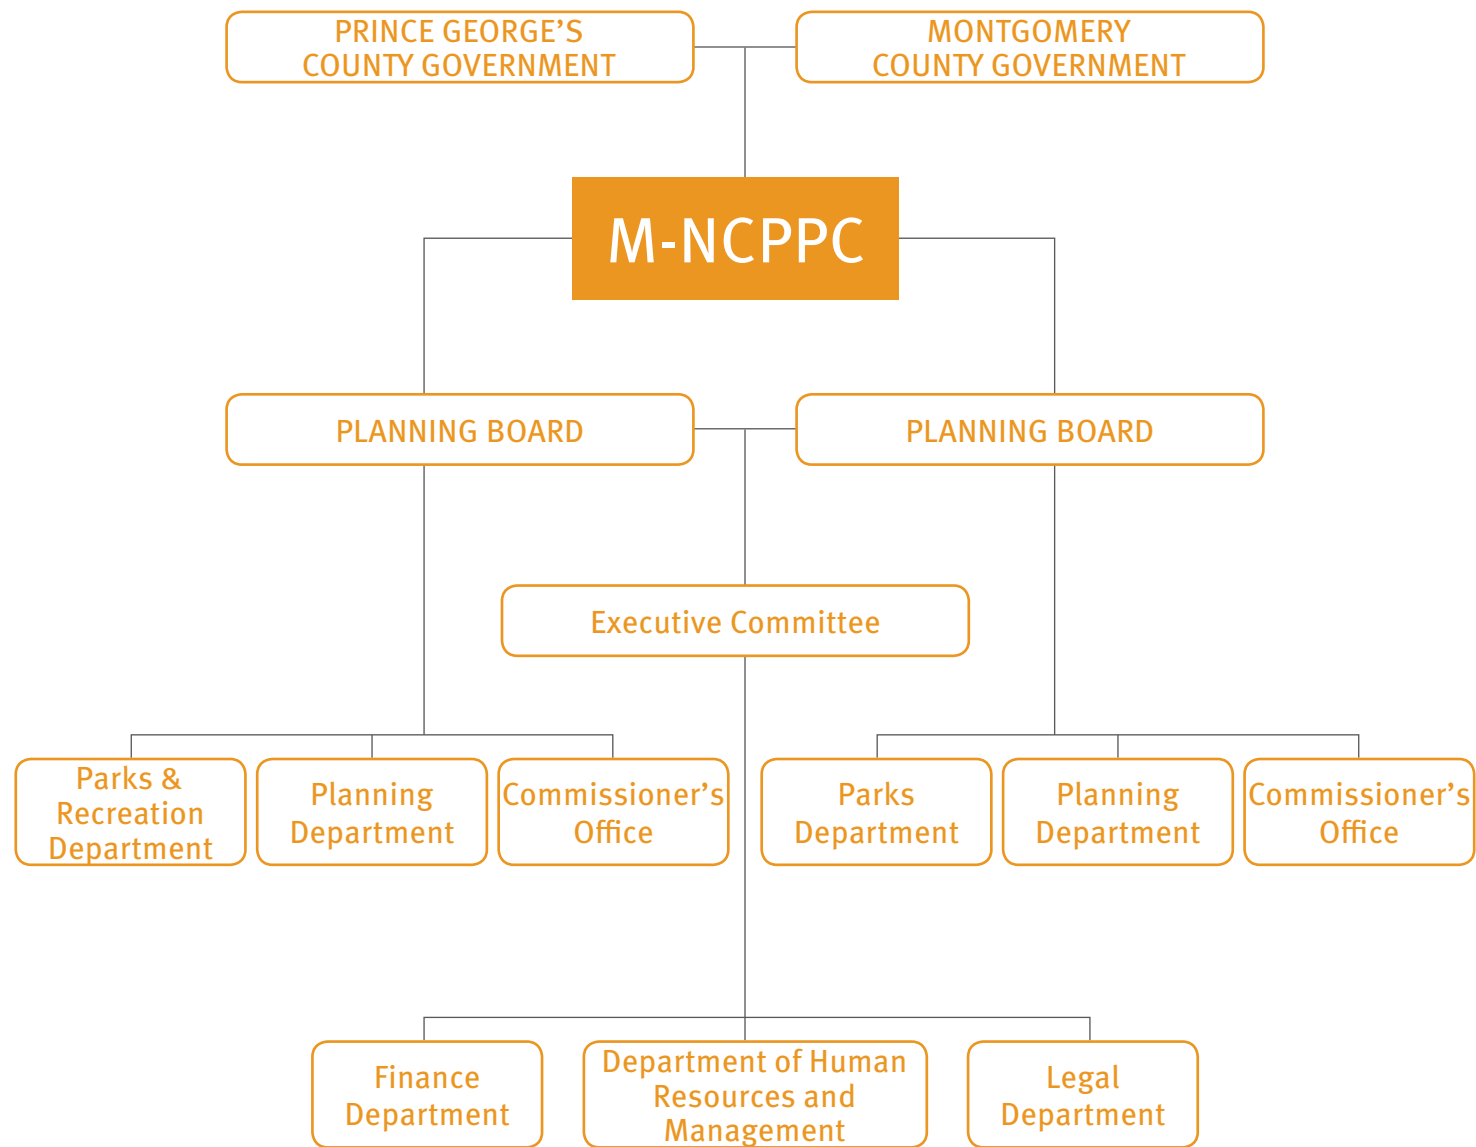 PRINCE GEORGE’S
COUNTY GOVERNMENT
MONTGOMERY
COUNTY GOVERNMENT
M-NCPPC
PLANNING BOARD
PLANNING BOARD
Executive Committee
Parks &
Recreation
Department
Planning
Department
Commissioner’s
Office
Parks
Department
Planning
Department
Commissioner’s
Office
Finance
Department
Department of Human
Resources and
Management
Legal
Department